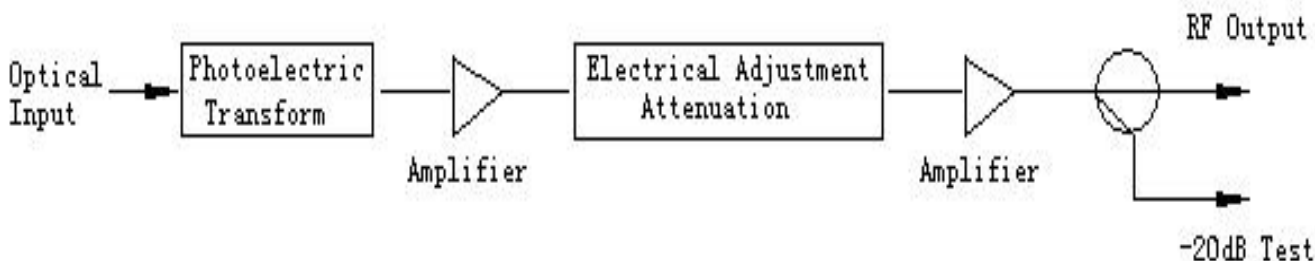 Optical
Input
Photoelectric
Transform
Amplifier
Electrical Adjustment
Attenuation
Amplifier
RF Output
-20dB Test